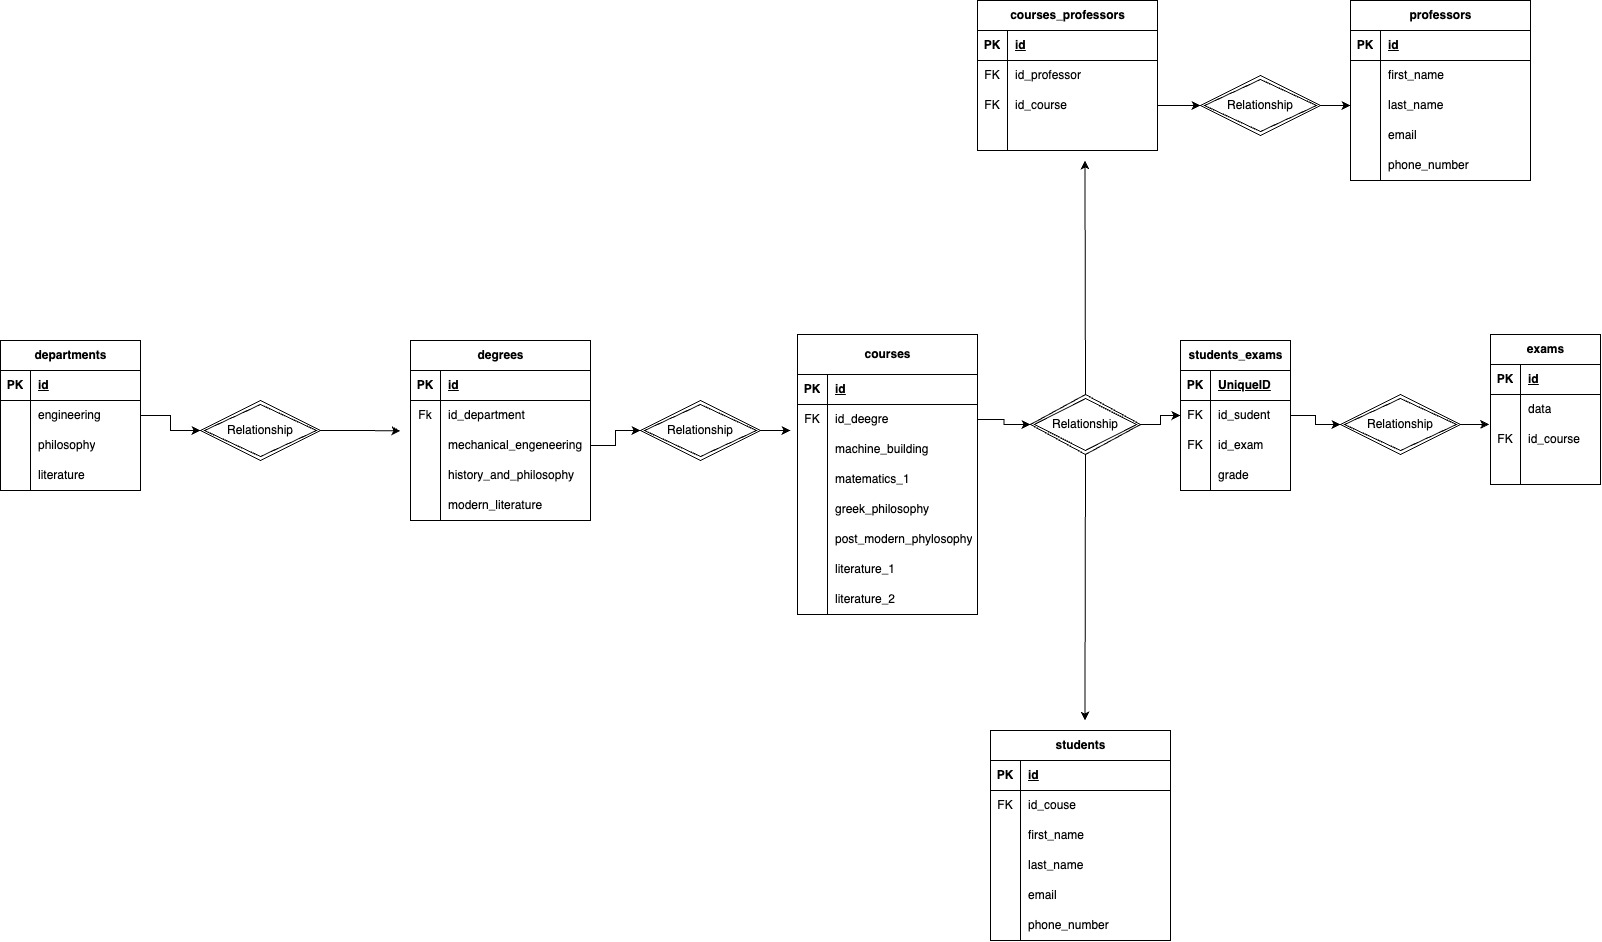 courses_professors
PK id
FK id_professor
FK id_course
Relationship
professors
PK id
first_name
last_name
email
phone_number
departments
PK id
engineering
philosophy
literature
Relationship
degrees
PK id
Fk id_department
mechanical_engeneering
history_and_philosophy
modern_literature
Relationship
courses
PK id
FK id_deegre
machine_building
matematics_1
greek_philosophy
post_modern_phylosophy
literature_1
literature_2
Relationship
students_exams
PK UniqueID
FK id_sudent
FK id_exam
grade
Relationship
exams
PK id
data
FK id_course
students
PK id
FK id_couse
first_name
last_name
email
phone_number